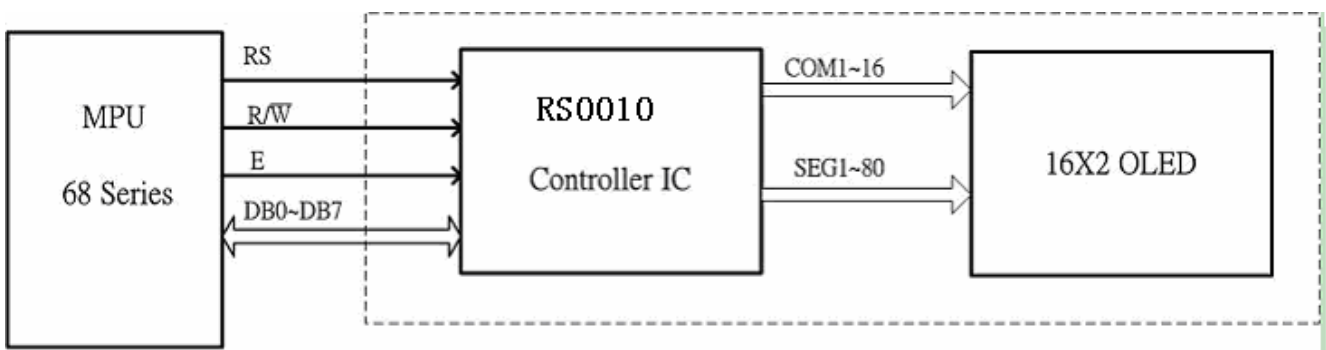 MPU
68 Series
RS
R/W̅
E
DB0~DB7
RS0010
Controller IC
COM1~16
SEG1~80
16X2 OLED